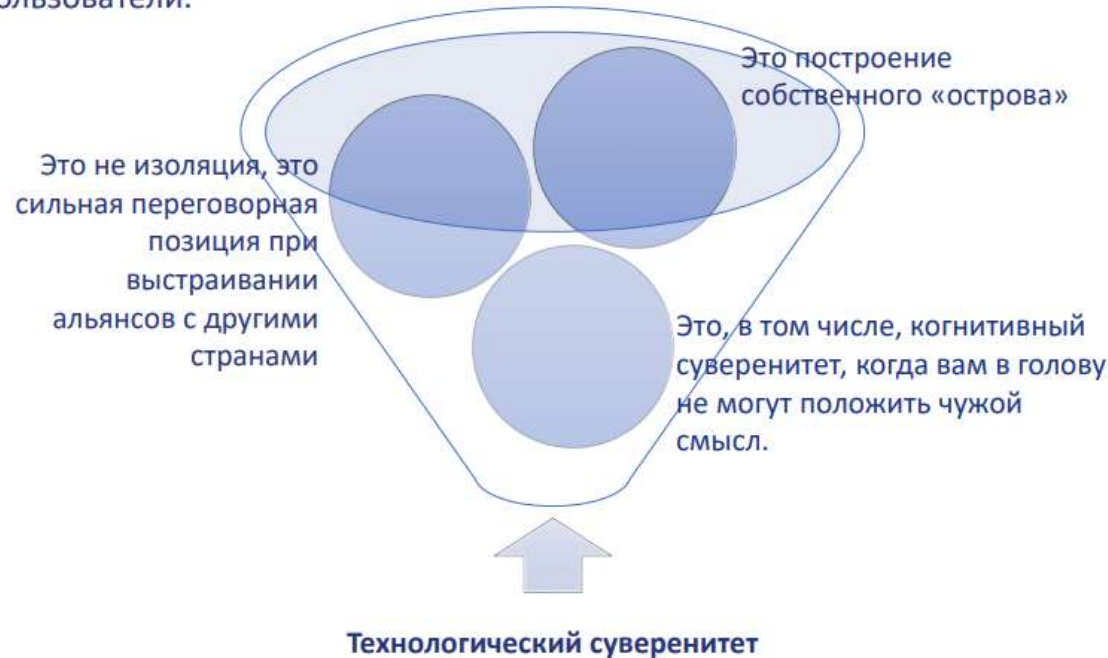 Это построение
собственного «острова»
Это не изоляция, это
сильная переговорная
позиция при
выстраивании
альянсов с другими
странами
Это, в том числе, когнитивный
суверенитет, когда вам в голову
не могут положить чужой
смысл.
Технологический суверенитет